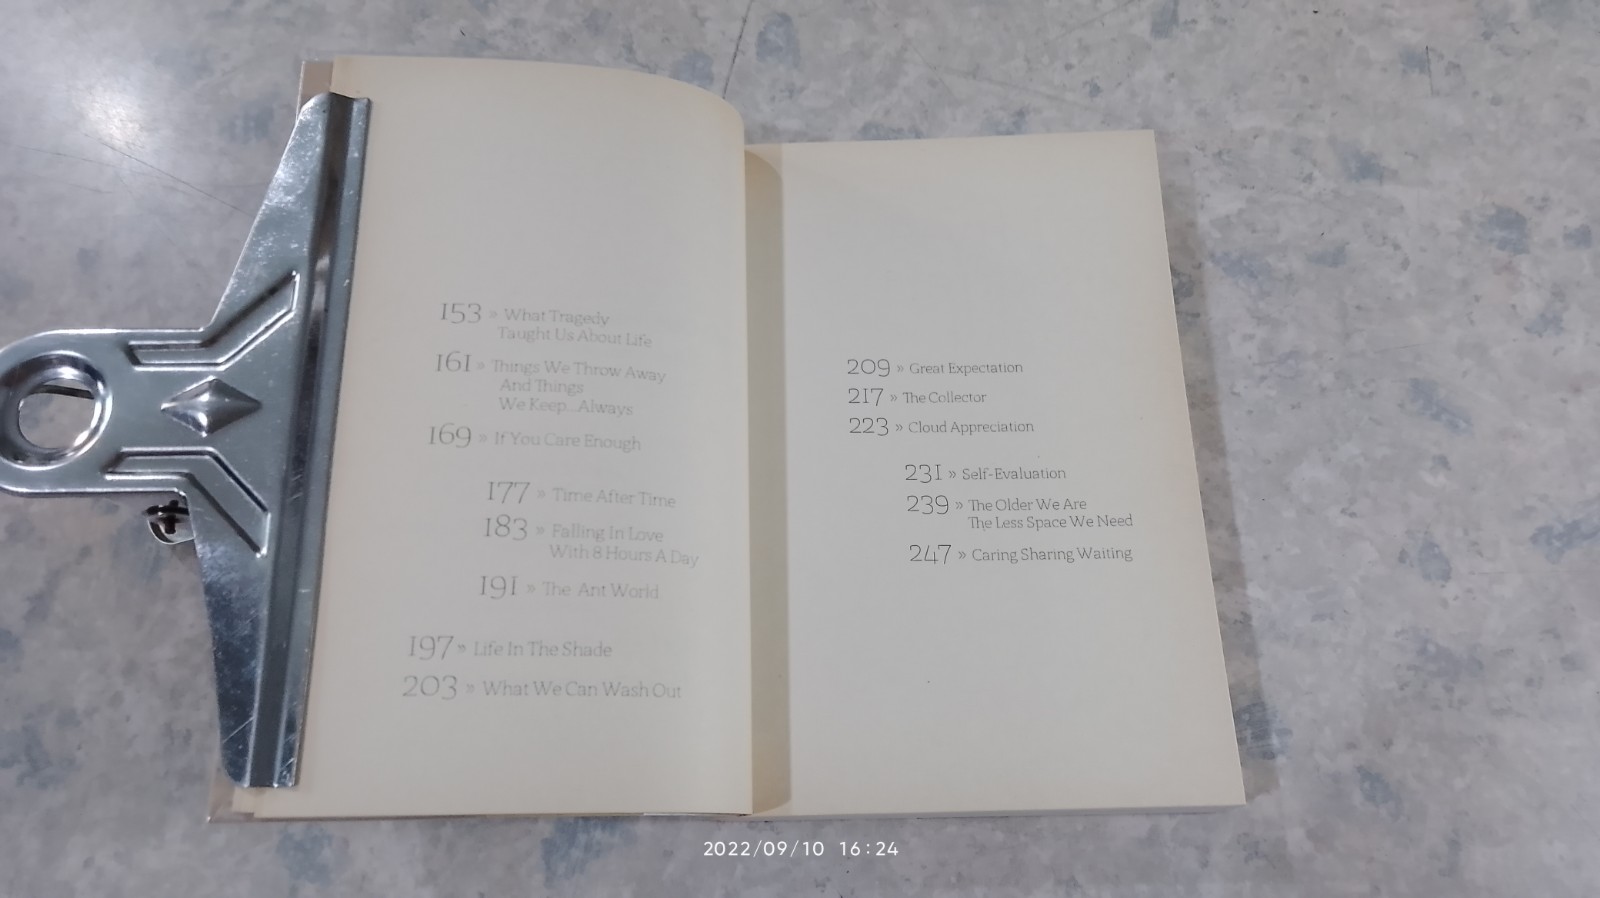 153 » What Tragedy
Taught Us About Life
161 » Things We Throw Away
And Things
We Keep...Always
169 » If You Care Enough
177 » Time After Time
183 » Falling In Love
With 8 Hours A Day
191 » The Ant World
197 » Life In The Shade
203 » What We Can Wash Out
209 » Great Expectation
217 » The Collector
223 » Cloud Appreciation
231 » Self-Evaluation
239 » The Older We Are
The Less Space We Need
247 » Caring Sharing Waiting
2022/09/10 16:24